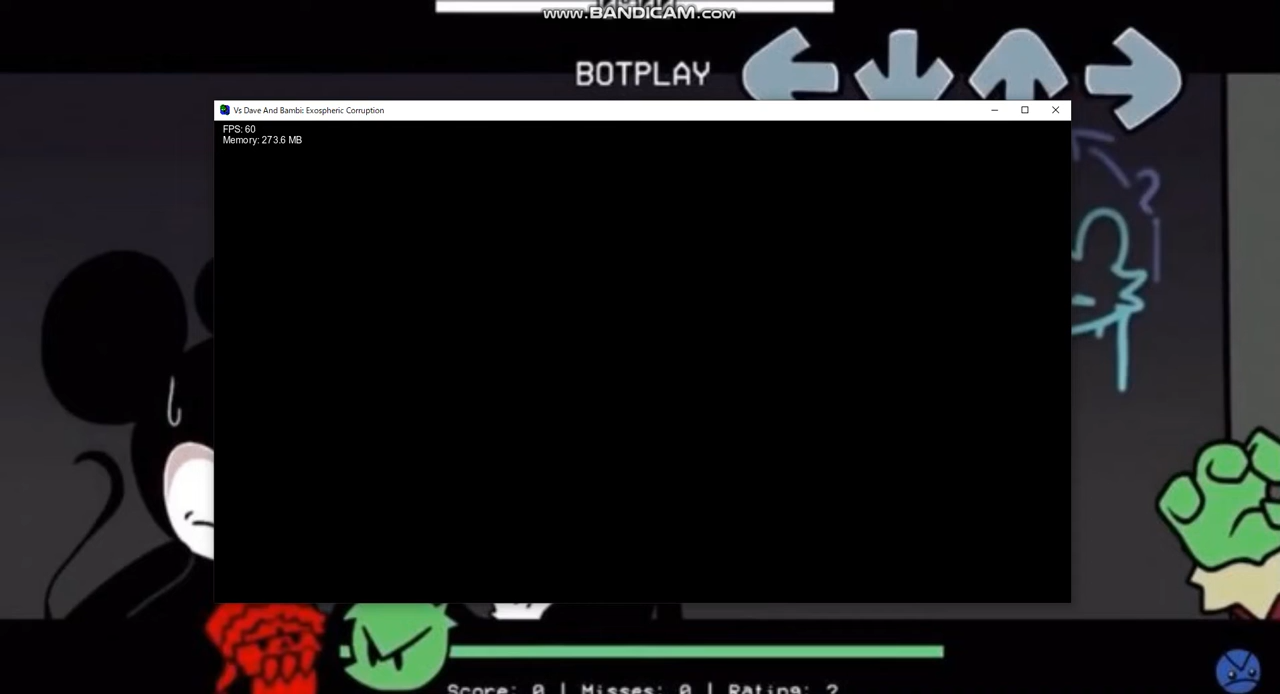 www.BANDICAM.com
BOTPLAY
Vs Dave And Bambi: Exospheric Corruption
FPS: 60
Memory: 273.6 MB
?
Score: 0 | Misses: 0 | Rating: ?